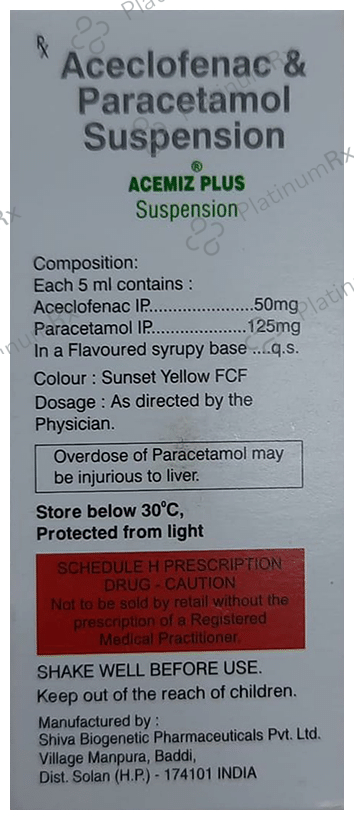 Rx
Aceclofenac &
Paracetamol
Suspension
ACEMIZ PLUS®
Suspension
Composition:
Each 5 ml contains :
Aceclofenac IP.....................50mg
Paracetamol IP...................125mg
In a Flavoured syrupy base ....q.s.
Colour : Sunset Yellow FCF
Dosage : As directed by the
Physician.
Overdose of Paracetamol may
be injurious to liver.
Store below 30°C,
Protected from light
SCHEDULE H PRESCRIPTION
DRUG - CAUTION
Not to be sold by retail without the
prescription of a Registered
Medical Practitioner.
SHAKE WELL BEFORE USE.
Keep out of the reach of children.
Manufactured by :
Shiva Biogenetic Pharmaceuticals Pvt. Ltd.
Village Manpura, Baddi,
Dist. Solan (H.P.) - 174101 INDIA
PlatinumRx